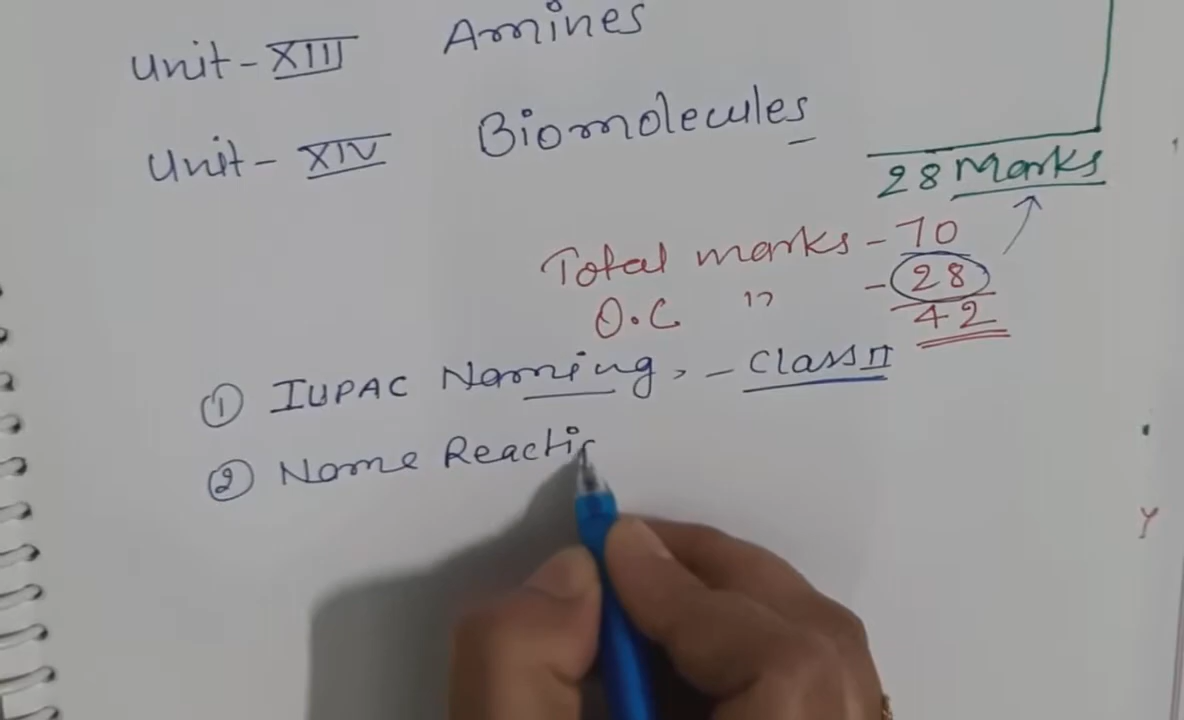 Unit - XIII Amines
Unit - XIV Biomolecules
28 Marks
Total marks - 70
O.C " - 28
42
① IUPAC Naming, - Class II
② Name Reactio
Y